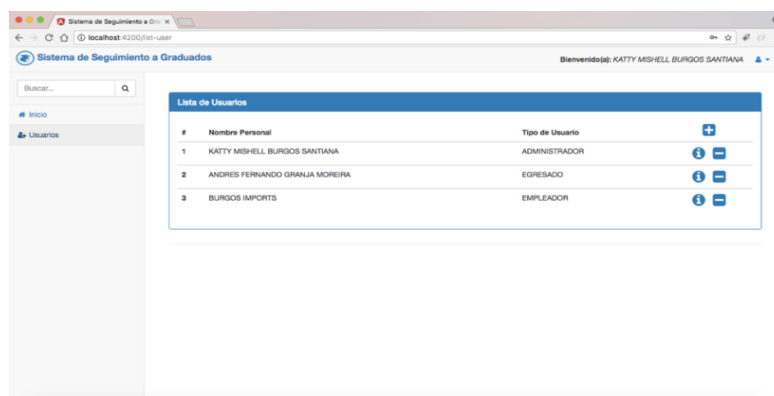 Sistema de Seguimiento a Gra
localhost:4200/list-user
Sistema de Seguimiento a Graduados
Bienvenido(a): KATTY MISHELL BURGOS SANTIANA
Buscar...
Inicio
Usuarios
Lista de Usuarios
# Nombre Personal Tipo de Usuario
1 KATTY MISHELL BURGOS SANTIANA ADMINISTRADOR
2 ANDRES FERNANDO GRANJA MOREIRA EGRESADO
3 BURGOS IMPORTS EMPLEADOR